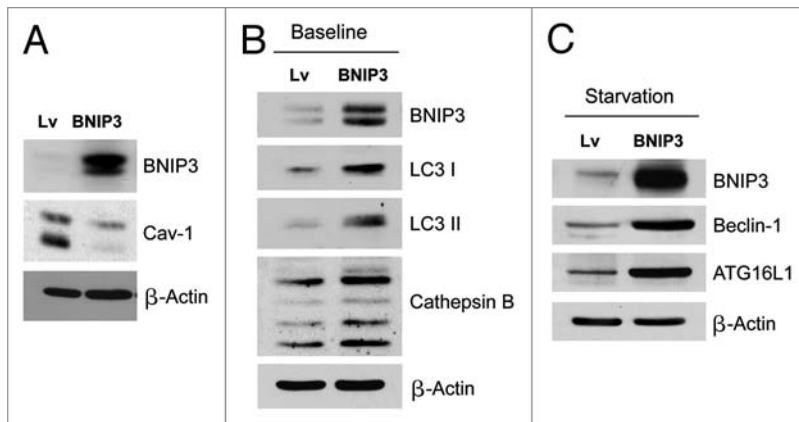 A
Lv BNIP3
BNIP3
Cav-1
β-Actin
B
Baseline
Lv BNIP3
BNIP3
LC3 I
LC3 II
Cathepsin B
β-Actin
C
Starvation
Lv BNIP3
BNIP3
Beclin-1
ATG16L1
β-Actin